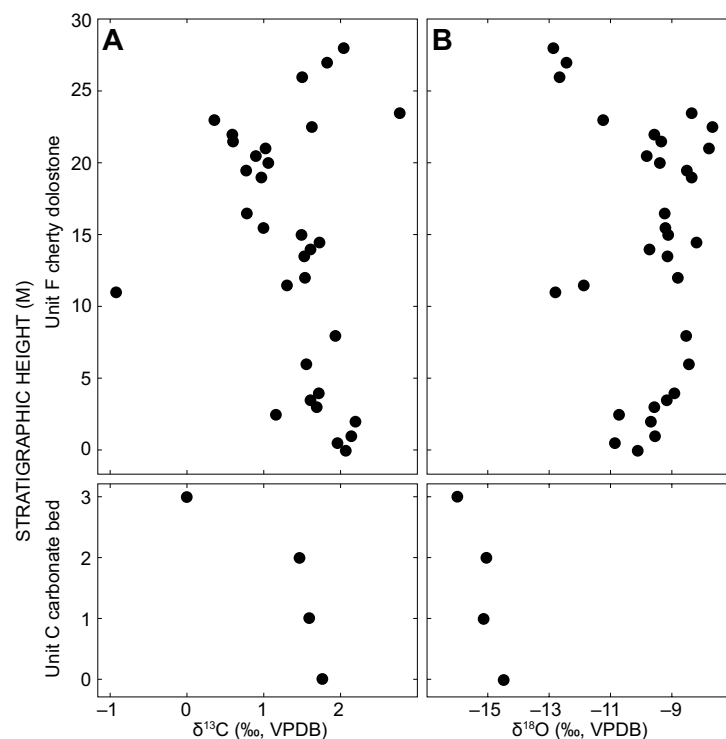 A
B
STRATIGRAPHIC HEIGHT (M)
Unit F cherty dolostone
30
25
20
15
10
5
0
Unit C carbonate bed
3
2
1
0
–1 0 1 2
–15 –13 –11 –9
δ¹³C (‰, VPDB)
δ¹⁸O (‰, VPDB)